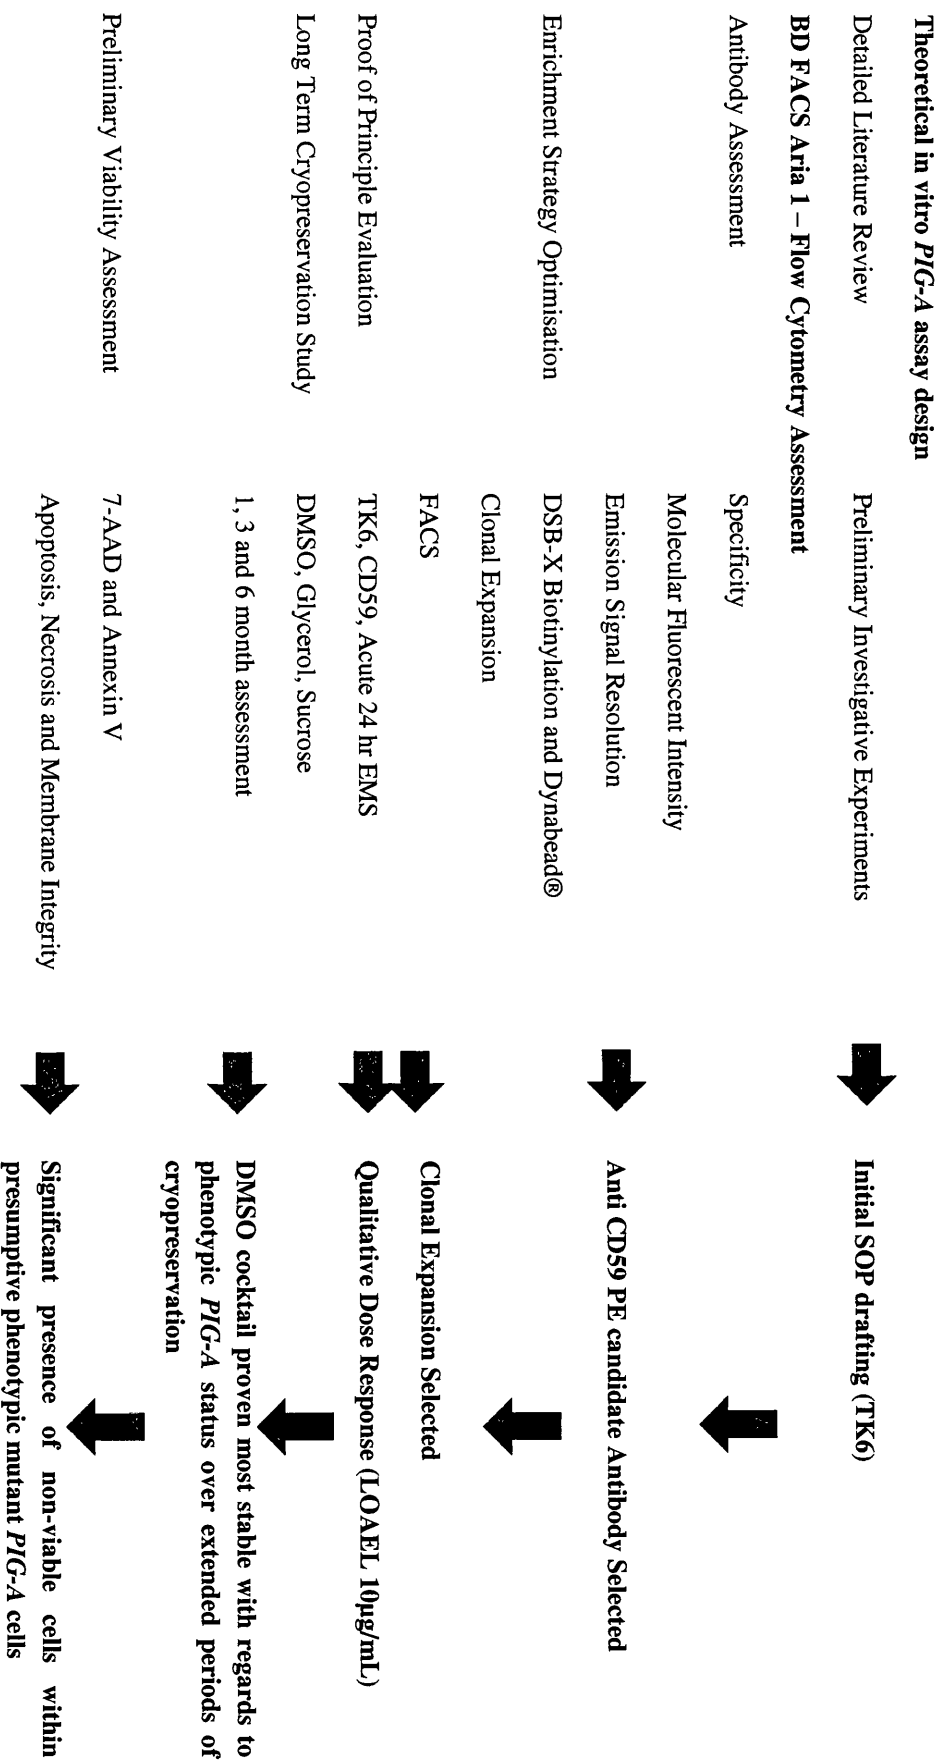 Theoretical in vitro PIG-A assay design
Detailed Literature Review
Preliminary Investigative Experiments
Initial SOP drafting (TK6)
BD FACS Aria 1 – Flow Cytometry Assessment
Antibody Assessment
Specificity
Molecular Fluorescent Intensity
Emission Signal Resolution
Anti CD59 PE candidate Antibody Selected
Enrichment Strategy Optimisation
DSB-X Biotinylation and Dynabead®
Clonal Expansion
FACS
Clonal Expansion Selected
Proof of Principle Evaluation
TK6, CD59, Acute 24 hr EMS
Qualitative Dose Response (LOAEL 10µg/mL)
Long Term Cryopreservation Study
DMSO, Glycerol, Sucrose
1, 3 and 6 month assessment
DMSO cocktail proven most stable with regards to
phenotypic PIG-A status over extended periods of
cryopreservation
Preliminary Viability Assessment
7-AAD and Annexin V
Apoptosis, Necrosis and Membrane Integrity
Significant presence of non-viable cells within
presumptive phenotypic mutant PIG-A cells